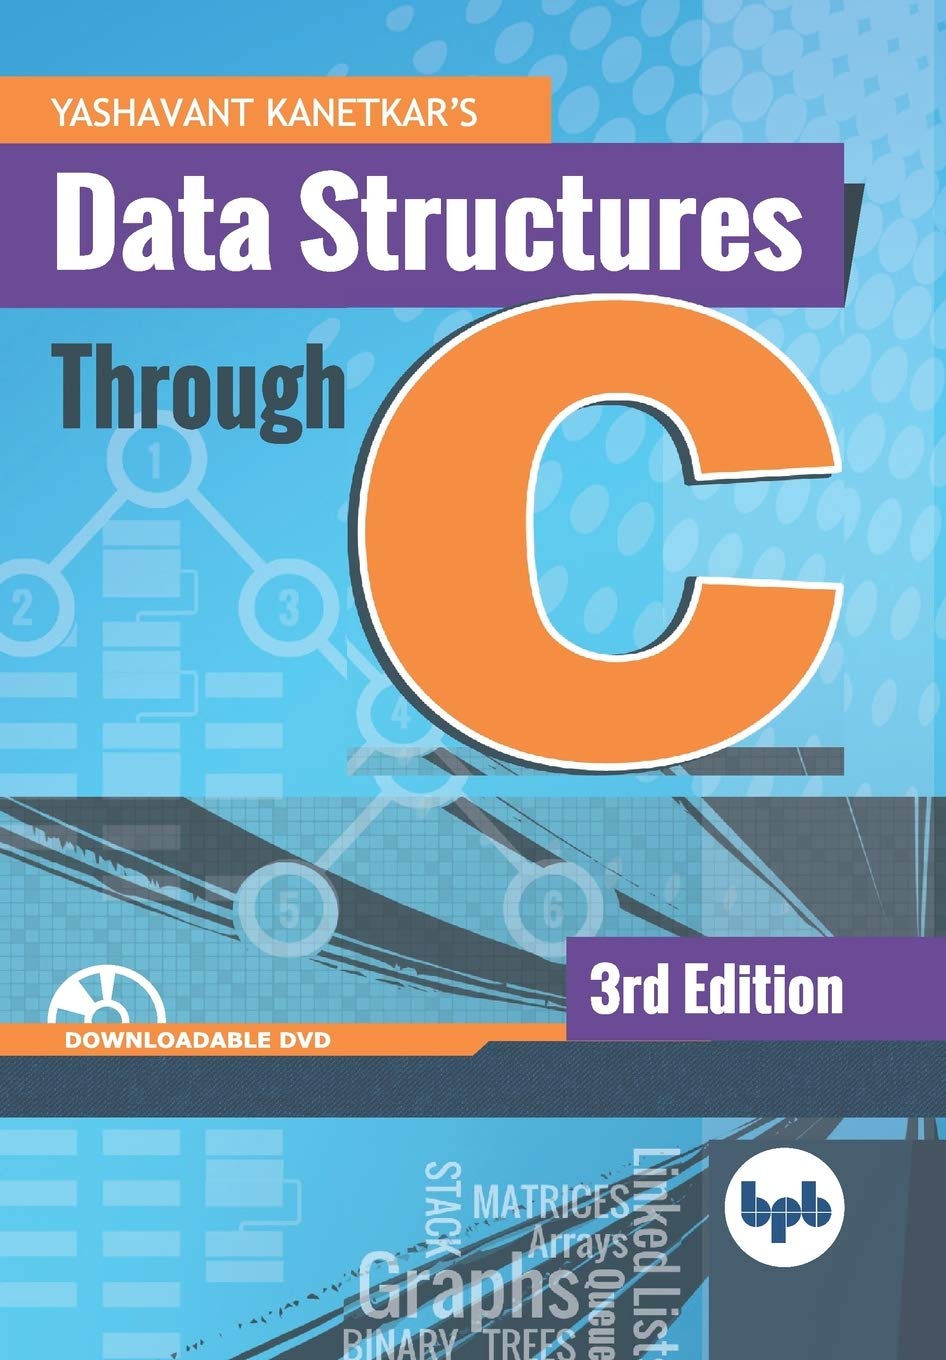 YASHAVANT KANETKAR'S
Data Structures
Through
C
1
2
3
4
5
6
3rd Edition
DOWNLOADABLE DVD
STACK
MATRICES
Arrays
Linked List
Graphs
Queue
BINARY TREES
bpb